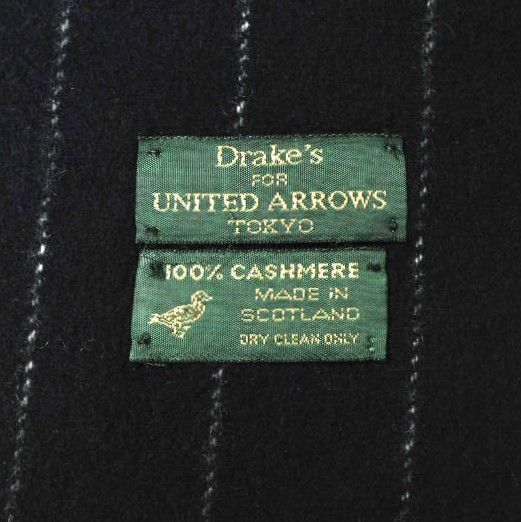 Drake's
FOR
UNITED ARROWS
TOKYO
100% CASHMERE
MADE IN
SCOTLAND
DRY CLEAN ONLY